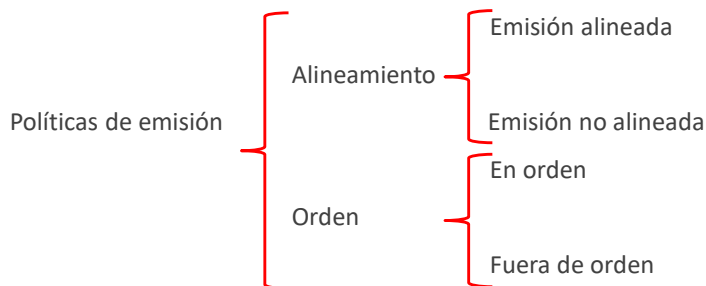 Políticas de emisión
Alineamiento
Emisión alineada
Emisión no alineada
Orden
En orden
Fuera de orden